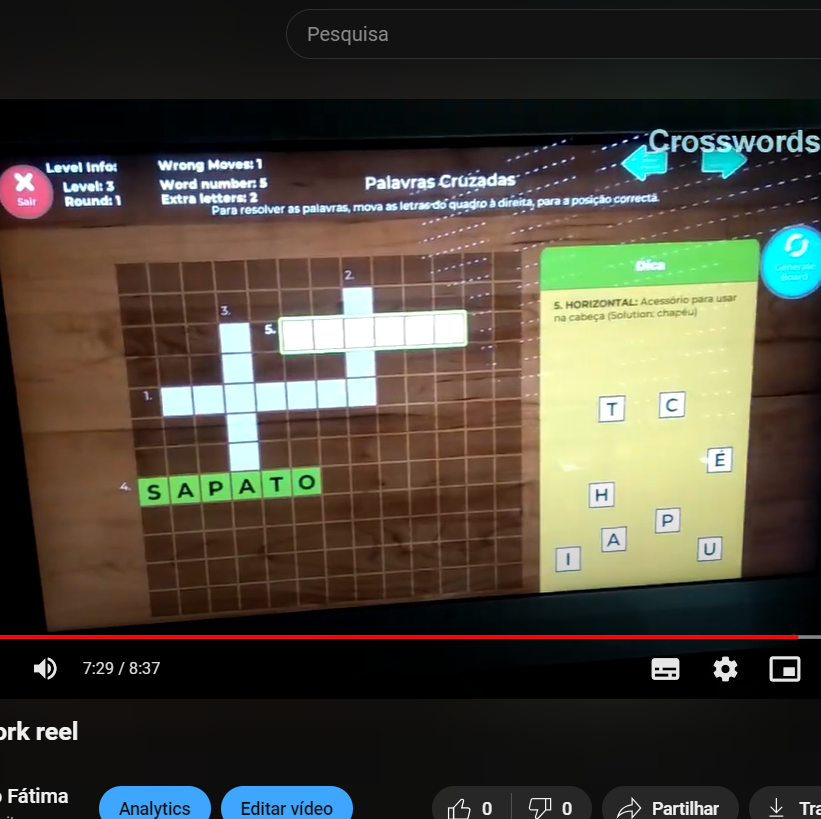 Pesquisa
Crosswords
Level Info:
Level: 3
Round: 1
Wrong Moves: 1
Word number: 5
Extra letters: 2
Sair
Palavras Cruzadas
Para resolver as palavras, mova as letras do quadro à direita, para a posição correcta.
Generate
Board
Dica
5. HORIZONTAL: Acessório para usar
na cabeça (Solution: chapéu)
2.
3.
5.
1.
4. SAPATO
T C
É
H
P
A
U
I
7:29 / 8:37
ork reel
o Fátima
Analytics
Editar vídeo
0
0
Partilhar
Tra